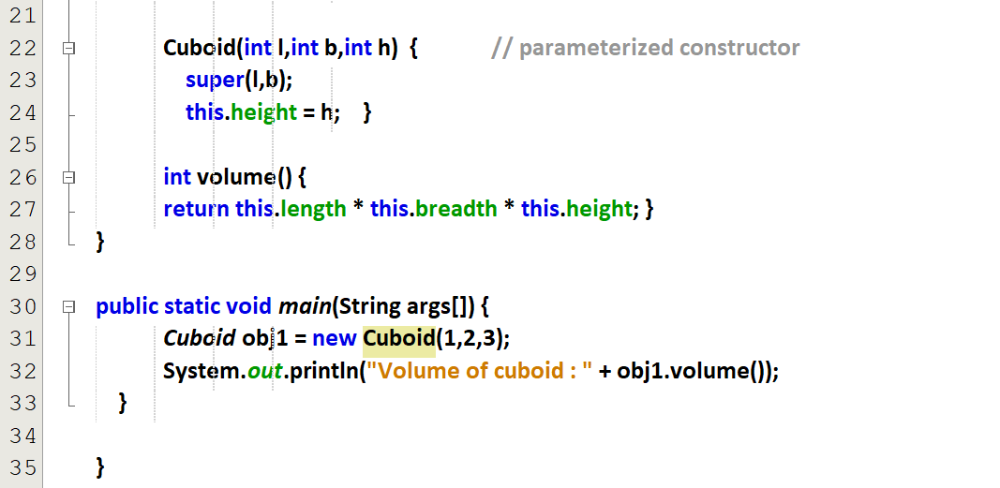 21
22 Cuboid(int l,int b,int h) { // parameterized constructor
23 super(l,b);
24 this.height = h; }
25
26 int volume() {
27 return this.length * this.breadth * this.height; }
28 }
29
30 public static void main(String args[]) {
31 Cuboid obj1 = new Cuboid(1,2,3);
32 System.out.println("Volume of cuboid : " + obj1.volume());
33 }
34
35 }